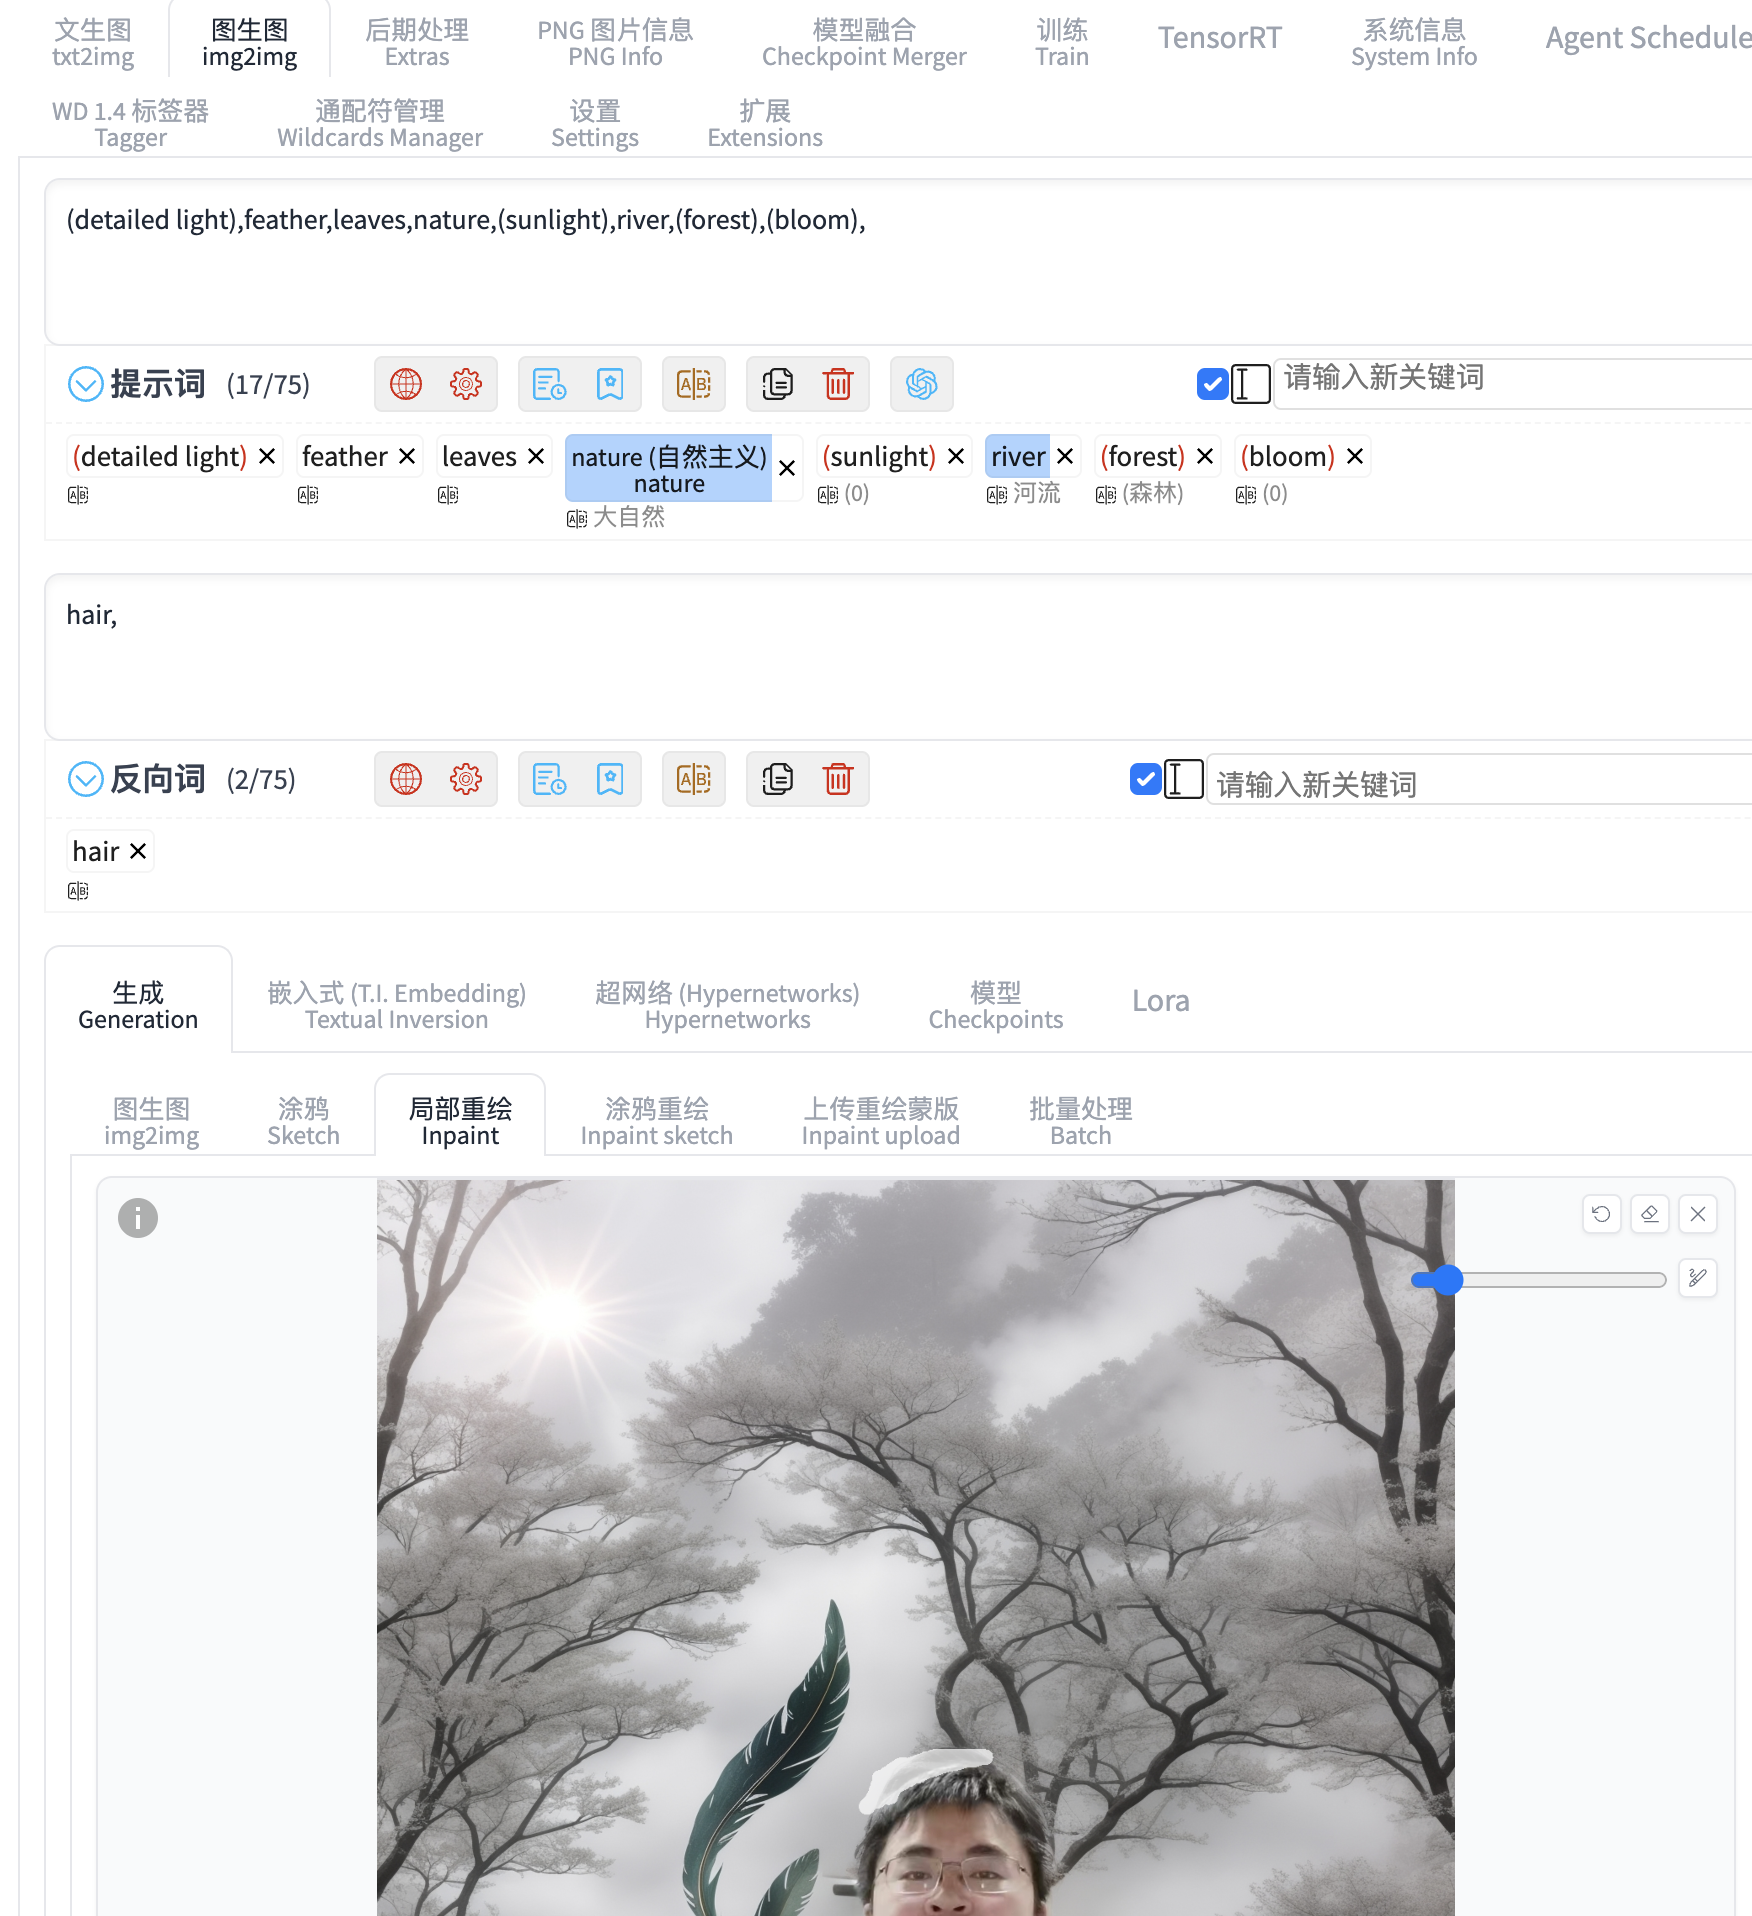 文生图 图生图 后期处理 PNG 图片信息 模型融合 训练 TensorRT 系统信息 Agent Schedule
txt2img img2img Extras PNG Info Checkpoint Merger Train System Info
WD 1.4 标签器 通配符管理 设置 扩展
Tagger Wildcards Manager Settings Extensions
(detailed light),feather,leaves,nature,(sunlight),river,(forest),(bloom),
提示词 (17/75) 请输入新关键词
(detailed light) feather leaves nature (自然主义) (sunlight) river (forest) (bloom)
nature
(0) 河流 (森林) (0)
大自然
hair,
反向词 (2/75) 请输入新关键词
hair
生成 嵌入式 (T.I. Embedding) 超网络 (Hypernetworks) 模型 Lora
Generation Textual Inversion Hypernetworks Checkpoints
图生图 涂鸦 局部重绘 涂鸦重绘 上传重绘蒙版 批量处理
img2img Sketch Inpaint Inpaint sketch Inpaint upload Batch